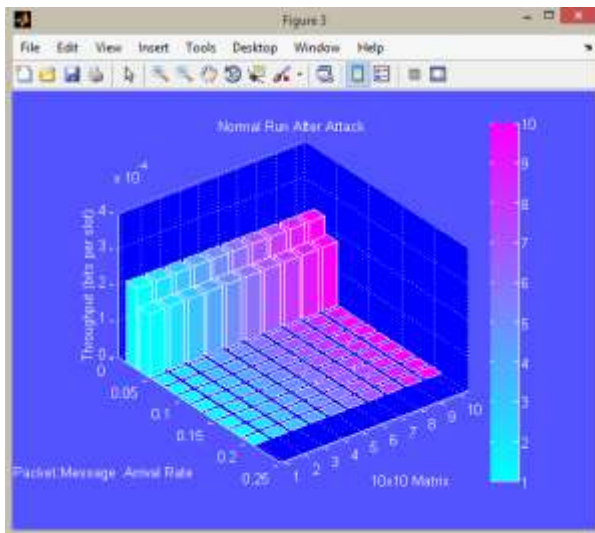 Figure 3
File Edit View Insert Tools Desktop Window Help
Normal Run After Attack
x 10^-4
4
3
2
1
0
Throughput (bits per slot)
0
0.05
0.1
0.15
0.2
0.25
Packet Message Arrival Rate
1 2 3 4 5 6 7 8 9 10
10x10 Matrix
10
9
8
7
6
5
4
3
2
1